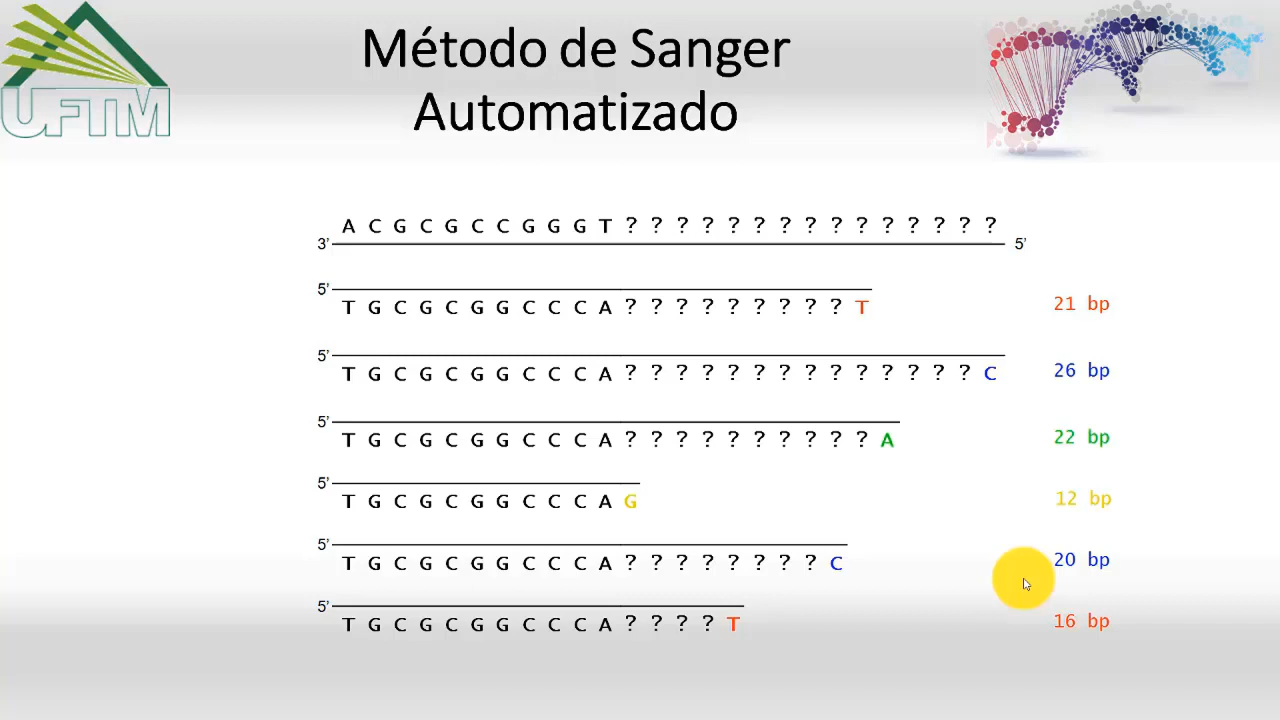 UFTM
Método de Sanger
Automatizado
A C G C G C C G G G T ? ? ? ? ? ? ? ? ? ? ? ? ? ? ?
3’ 5’
5’
T G C G C G G C C C A ? ? ? ? ? ? ? ? ? T 21 bp
5’
T G C G C G G C C C A ? ? ? ? ? ? ? ? ? ? ? ? ? ? C 26 bp
5’
T G C G C G G C C C A ? ? ? ? ? ? ? ? ? ? A 22 bp
5’
T G C G C G G C C C A G 12 bp
5’
T G C G C G G C C C A ? ? ? ? ? ? ? ? C 20 bp
5’
T G C G C G G C C C A ? ? ? ? T 16 bp